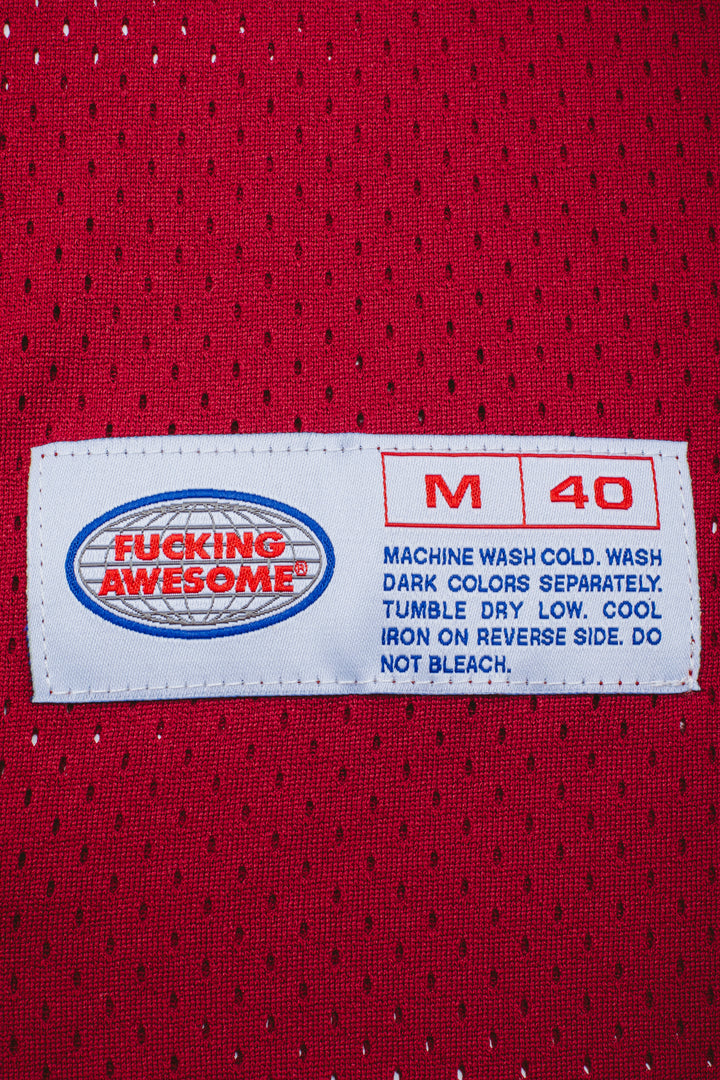 FUCKING
AWESOME®
M 40
MACHINE WASH COLD. WASH
DARK COLORS SEPARATELY.
TUMBLE DRY LOW. COOL
IRON ON REVERSE SIDE. DO
NOT BLEACH.